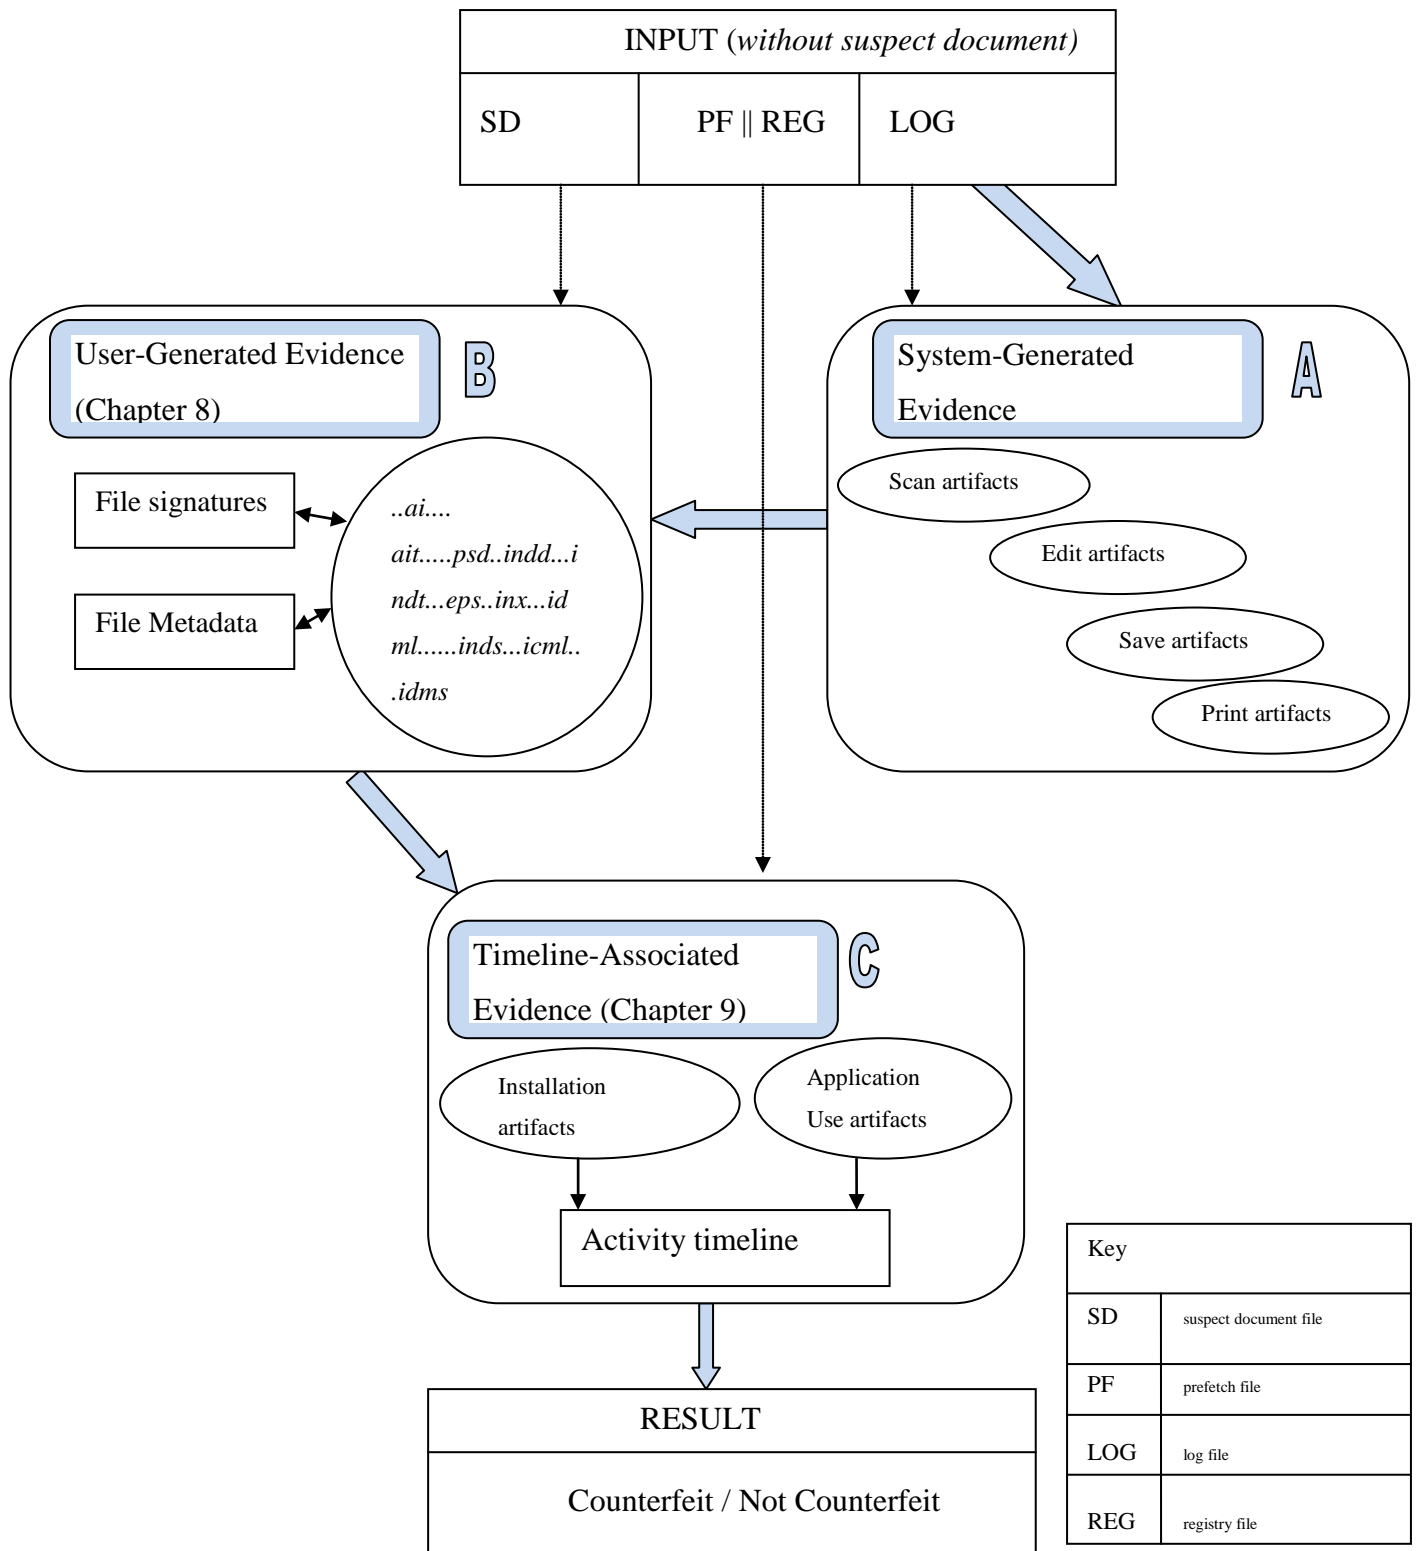 INPUT (without suspect document)
SD
PF || REG
LOG
User-Generated Evidence
(Chapter 8)
B
System-Generated
Evidence
A
File signatures
File Metadata
..ai....
ait.....psd..indd...i
ndt...eps..inx...id
ml......inds...icml..
.idms
Scan artifacts
Edit artifacts
Save artifacts
Print artifacts
Timeline-Associated
Evidence (Chapter 9)
C
Installation
artifacts
Application
Use artifacts
Activity timeline
RESULT
Counterfeit / Not Counterfeit
Key
SD suspect document file
PF prefetch file
LOG log file
REG registry file